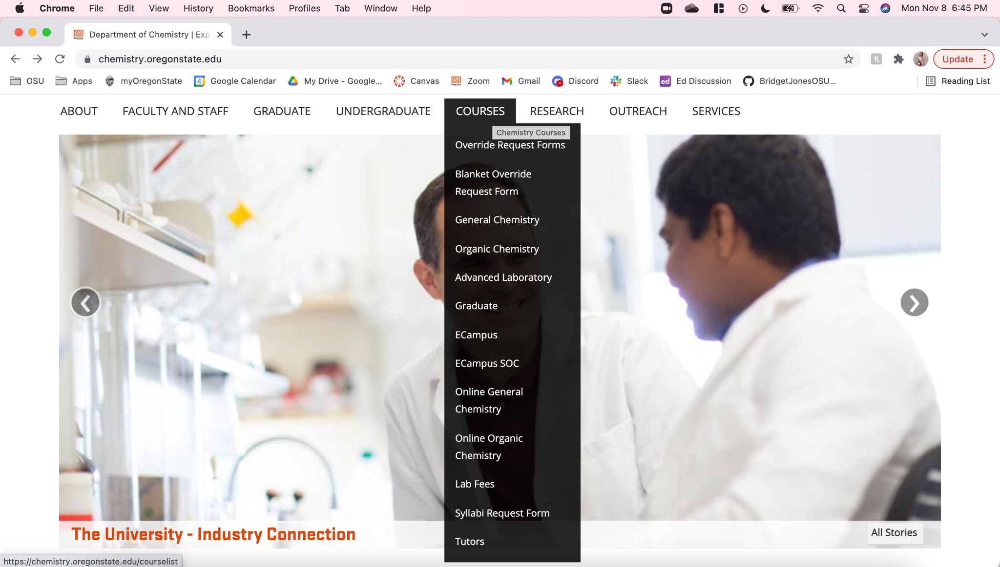 Chrome File Edit View History Bookmarks Profiles Tab Window Help Mon Nov 8 6:45 PM
OSU Department of Chemistry | Exp
chemistry.oregonstate.edu Update
OSU Apps myOregonState 4 Google Calendar My Drive - Google... Canvas OSU Zoom Gmail Discord Slack ed Ed Discussion BridgetJonesOSU... Reading List
ABOUT FACULTY AND STAFF GRADUATE UNDERGRADUATE COURSES RESEARCH OUTREACH SERVICES
Chemistry Courses
Override Request Forms
Blanket Override
Request Form
General Chemistry
Organic Chemistry
Advanced Laboratory
Graduate
ECampus
ECampus SOC
Online General
Chemistry
Online Organic
Chemistry
Lab Fees
Syllabi Request Form
Tutors
The University - Industry Connection
All Stories
https://chemistry.oregonstate.edu/courselist